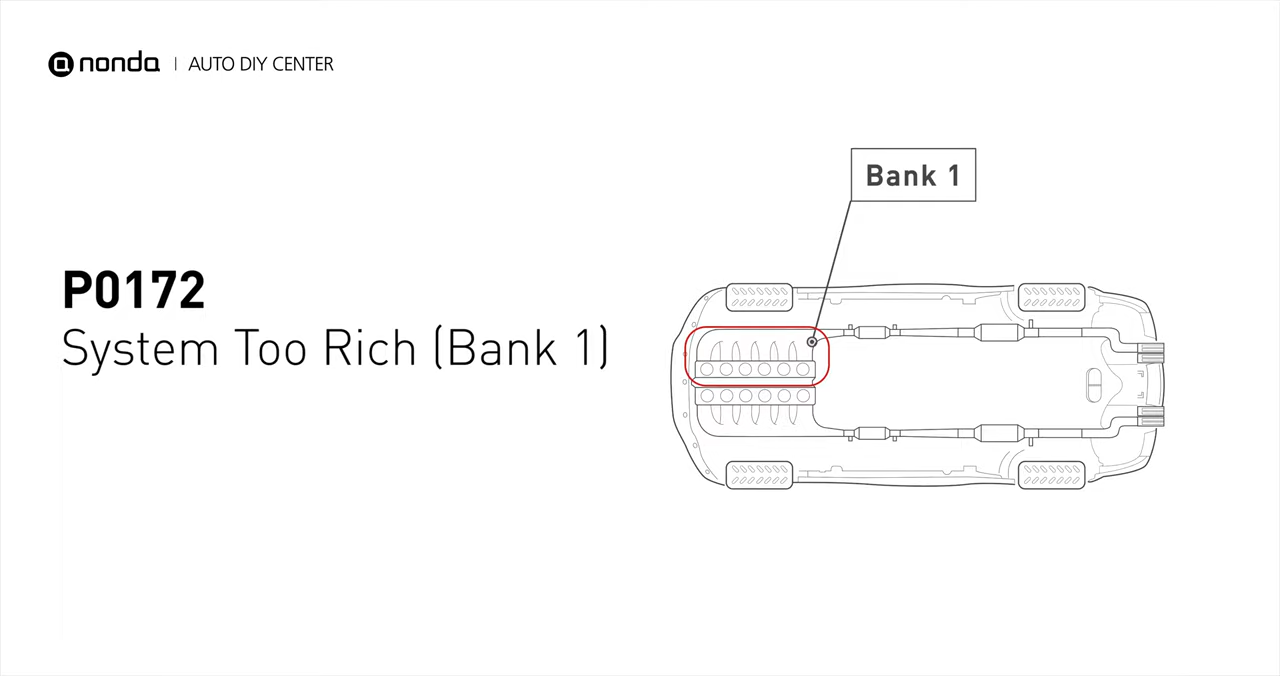 nonda | AUTO DIY CENTER
Bank 1
P0172
System Too Rich (Bank 1)